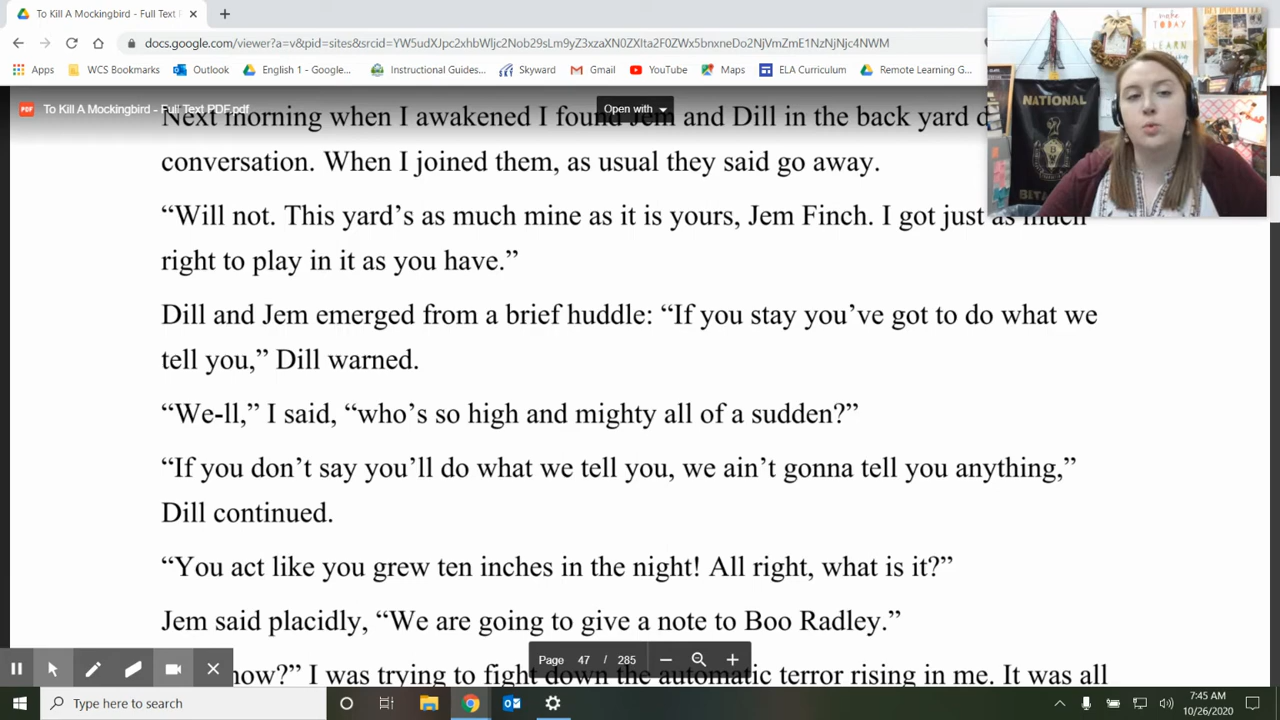 To Kill A Mockingbird - Full Text
docs.google.com/viewer?a=v&pid=sites&srcid=YW5udXJpc2xhbWljc2Nob29sLm9yZ3xzaXN0ZXIta2F0ZWx5bnxneDo2NjVmZmE1NzNjNjc4NWM
Apps
WCS Bookmarks
Outlook
English 1 - Google...
Instructional Guides...
Skyward
Gmail
YouTube
Maps
ELA Curriculum
Remote Learning G...
make TODAY
LEARN
NATIONAL
To Kill A Mockingbird - Full Text PDF.pdf
Open with
Next morning when I awakened I found Jem and Dill in the back yard d
conversation. When I joined them, as usual they said go away.
“Will not. This yard’s as much mine as it is yours, Jem Finch. I got just as much
right to play in it as you have.”
Dill and Jem emerged from a brief huddle: “If you stay you’ve got to do what we
tell you,” Dill warned.
“We-ll,” I said, “who’s so high and mighty all of a sudden?”
“If you don’t say you’ll do what we tell you, we ain’t gonna tell you anything,”
Dill continued.
“You act like you grew ten inches in the night! All right, what is it?”
Jem said placidly, “We are going to give a note to Boo Radley.”
how?” I was trying to fight down the automatic terror rising in me. It was all
Page 47 / 285
Type here to search
7:45 AM
10/26/2020